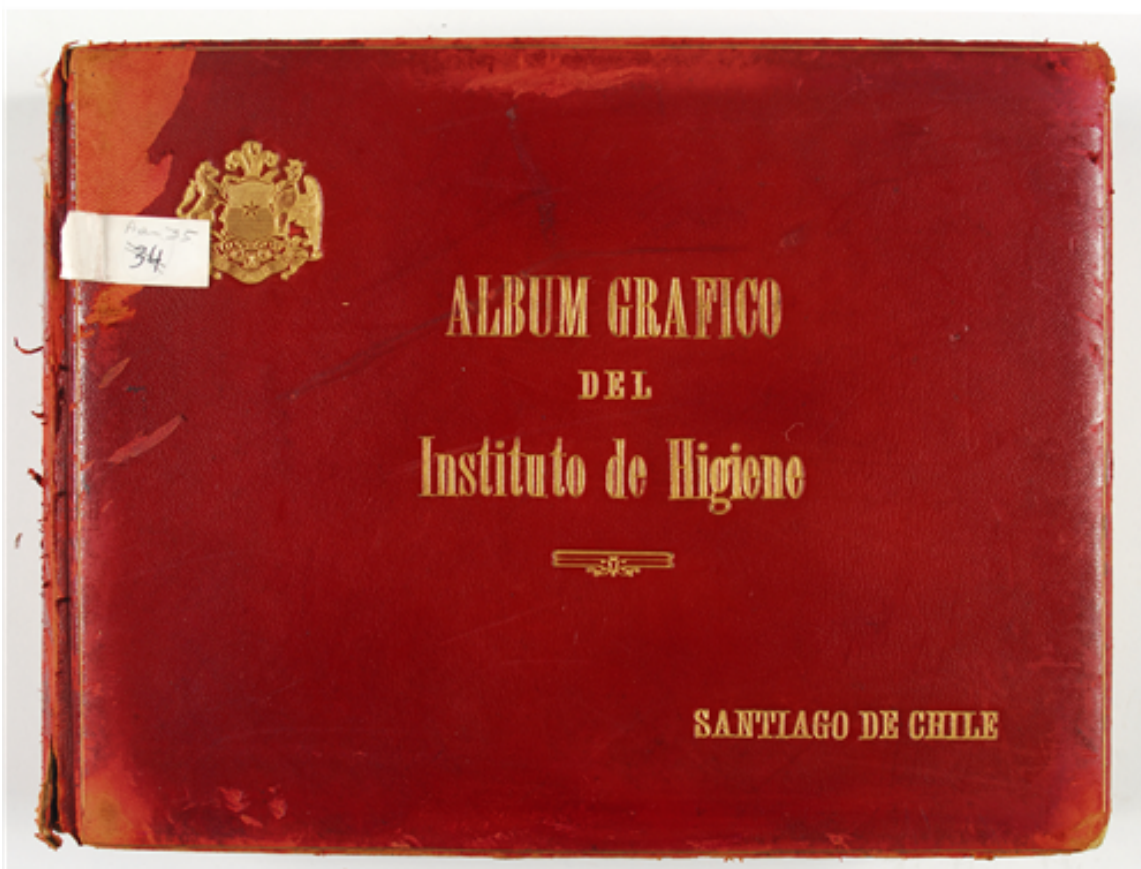 34
ALBUM GRAFICO
DEL
Instituto de Higiene
SANTIAGO DE CHILE